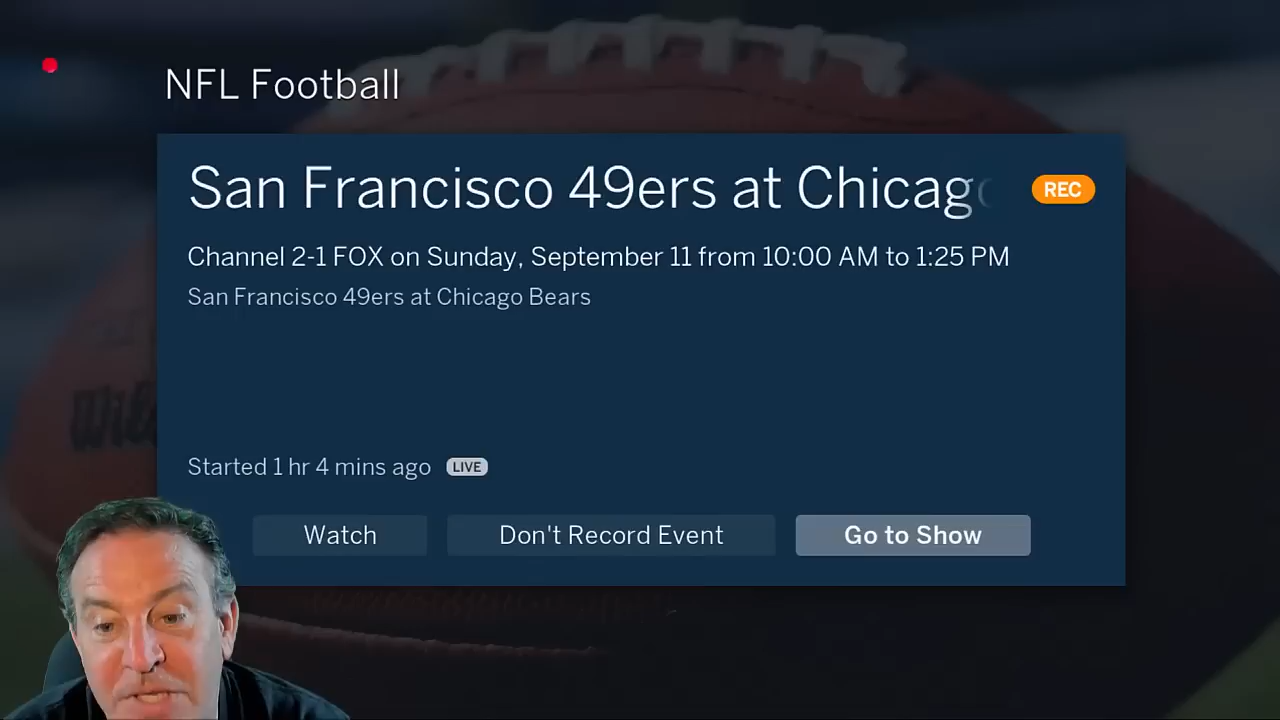 NFL Football
San Francisco 49ers at Chicago
REC
Channel 2-1 FOX on Sunday, September 11 from 10:00 AM to 1:25 PM
San Francisco 49ers at Chicago Bears
Started 1 hr 4 mins ago LIVE
Watch
Don't Record Event
Go to Show